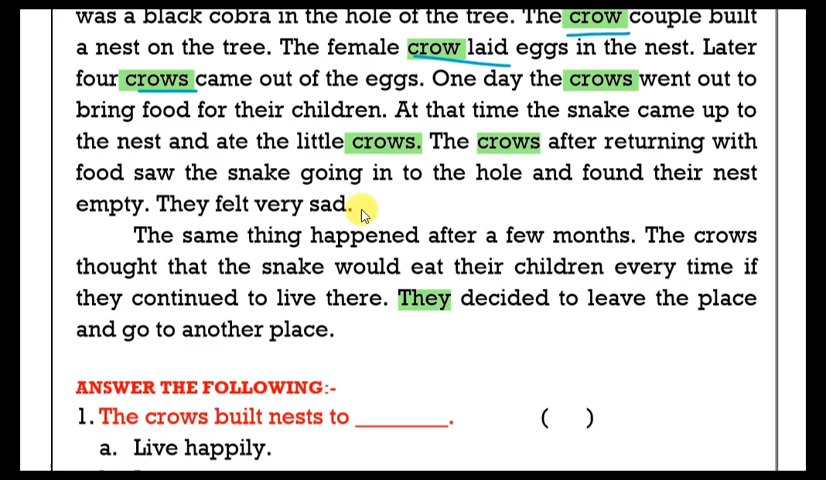 was a black cobra in the hole of the tree. The crow couple built
a nest on the tree. The female crow laid eggs in the nest. Later
four crows came out of the eggs. One day the crows went out to
bring food for their children. At that time the snake came up to
the nest and ate the little crows. The crows after returning with
food saw the snake going in to the hole and found their nest
empty. They felt very sad.
The same thing happened after a few months. The crows
thought that the snake would eat their children every time if
they continued to live there. They decided to leave the place
and go to another place.
ANSWER THE FOLLOWING:-
1. The crows built nests to ________. ( )
a. Live happily.